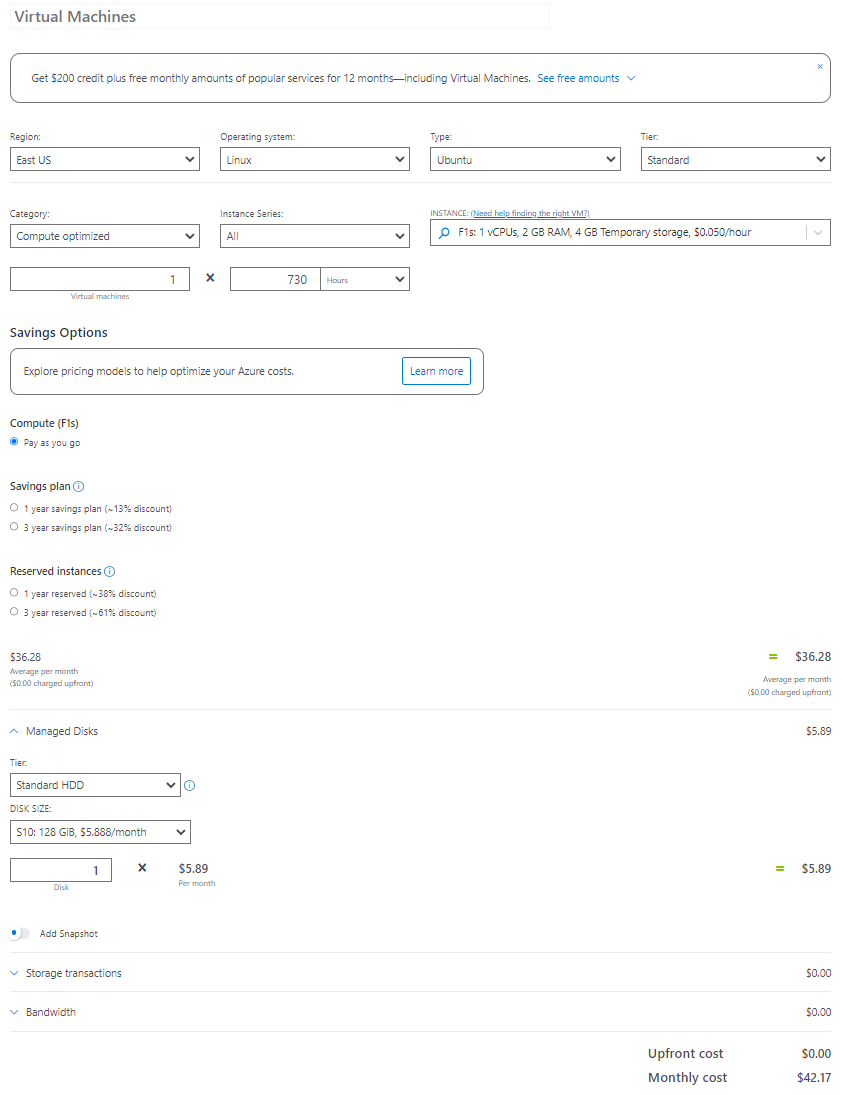 Virtual Machines
Get $200 credit plus free monthly amounts of popular services for 12 months—including Virtual Machines. See free amounts
Region: Operating system: Type: Tier:
East US Linux Ubuntu Standard
Category: Instance Series: INSTANCE: (Need help finding the right VM?)
Compute optimized All F1s: 1 vCPUs, 2 GB RAM, 4 GB Temporary storage, $0.050/hour
1 × 730 Hours
Virtual machines
Savings Options
Explore pricing models to help optimize your Azure costs. Learn more
Compute (F1s)
Pay as you go
Savings plan
1 year savings plan (~13% discount)
3 year savings plan (~32% discount)
Reserved instances
1 year reserved (~38% discount)
3 year reserved (~61% discount)
$36.28 = $36.28
Average per month Average per month
($0.00 charged upfront) ($0.00 charged upfront)
Managed Disks $5.89
Tier:
Standard HDD
DISK SIZE:
S10: 128 GiB, $5.888/month
1 × $5.89 = $5.89
Disk Per month
Add Snapshot
Storage transactions $0.00
Bandwidth $0.00
Upfront cost $0.00
Monthly cost $42.17